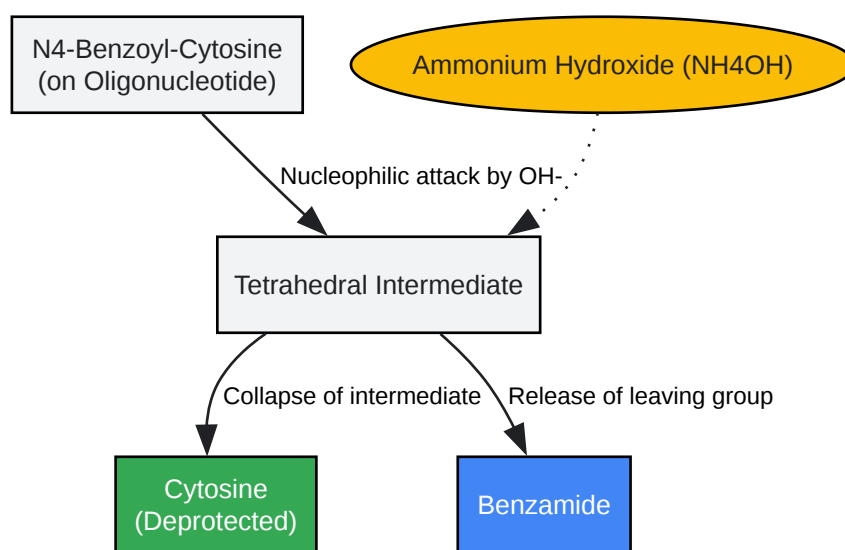 N4-Benzoyl-Cytosine
(on Oligonucleotide)
Ammonium Hydroxide (NH4OH)
Nucleophilic attack by OH-
Tetrahedral Intermediate
Collapse of intermediate
Release of leaving group
Cytosine
(Deprotected)
Benzamide